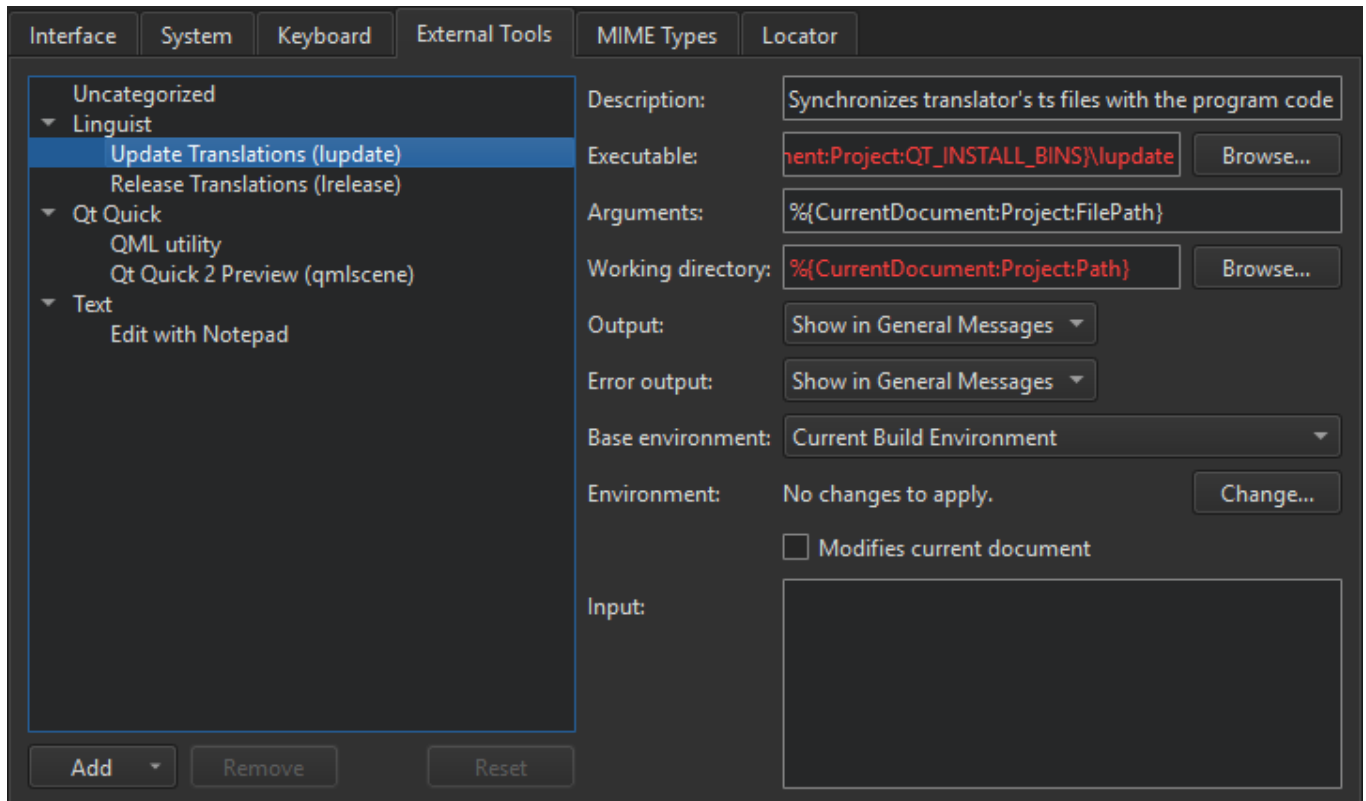 Interface System Keyboard External Tools MIME Types Locator
Uncategorized
Linguist
Update Translations (lupdate)
Release Translations (lrelease)
Qt Quick
QML utility
Qt Quick 2 Preview (qmlscene)
Text
Edit with Notepad
Add Remove Reset
Description: Synchronizes translator's ts files with the program code
Executable: nent:Project:QT_INSTALL_BINS}\lupdate Browse...
Arguments: %{CurrentDocument:Project:FilePath}
Working directory: %{CurrentDocument:Project:Path} Browse...
Output: Show in General Messages
Error output: Show in General Messages
Base environment: Current Build Environment
Environment: No changes to apply. Change...
Modifies current document
Input: